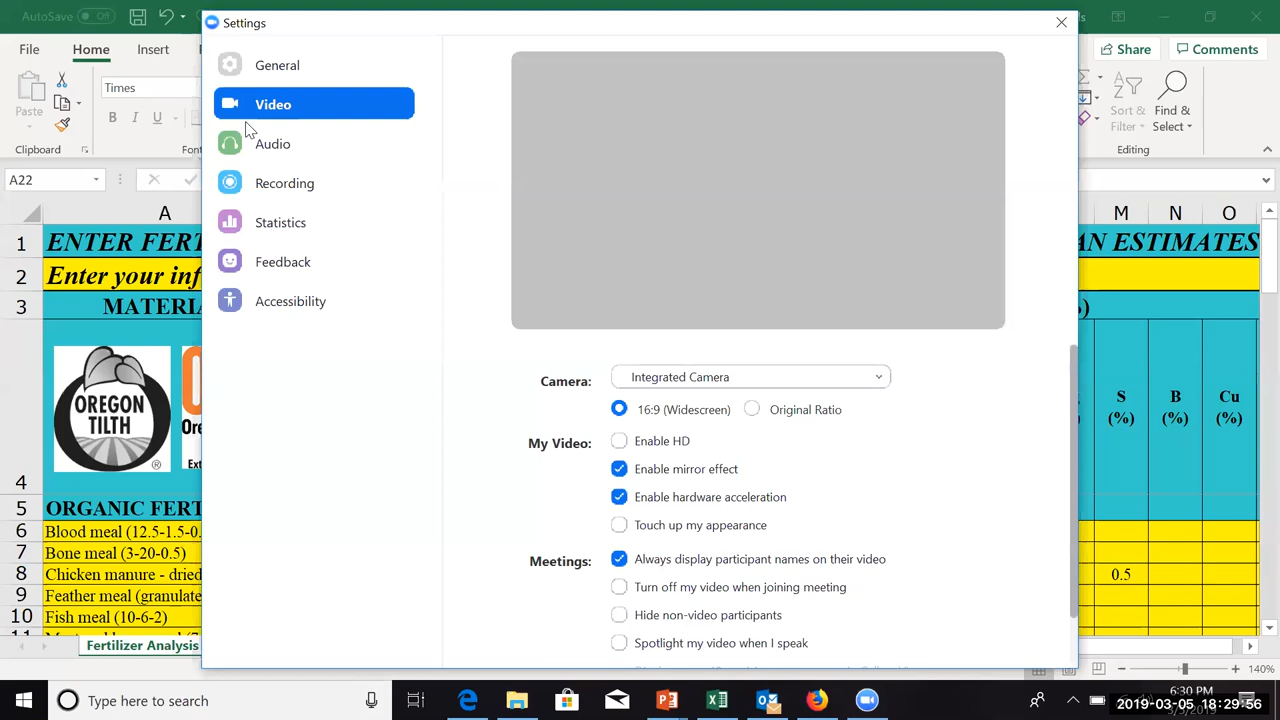 AutoSave Off
Settings
File Home Insert
Share Comments
General
Video
Audio
Recording
Statistics
Feedback
Accessibility
Paste
Times
B I U
Clipboard
Sort &
Filter
Find &
Select
Editing
A22
A M N O
1 ENTER FERT AN ESTIMATES
2 Enter your inf
3 MATERIA )
4
OREGON
TILTH
®
Ore
Ext
S
(%)
B
(%)
Cu
(%)
5 ORGANIC FERT
6 Blood meal (12.5-1.5-0.
7 Bone meal (3-20-0.5)
8 Chicken manure - dried 0.5
9 Feather meal (granulate
10 Fish meal (10-6-2)
11
Camera: Integrated Camera
16:9 (Widescreen) Original Ratio
My Video: Enable HD
Enable mirror effect
Enable hardware acceleration
Touch up my appearance
Meetings: Always display participant names on their video
Turn off my video when joining meeting
Hide non-video participants
Spotlight my video when I speak
Fertilizer Analysis
140%
Type here to search
6:30 PM
2019-03-05 18:29:56